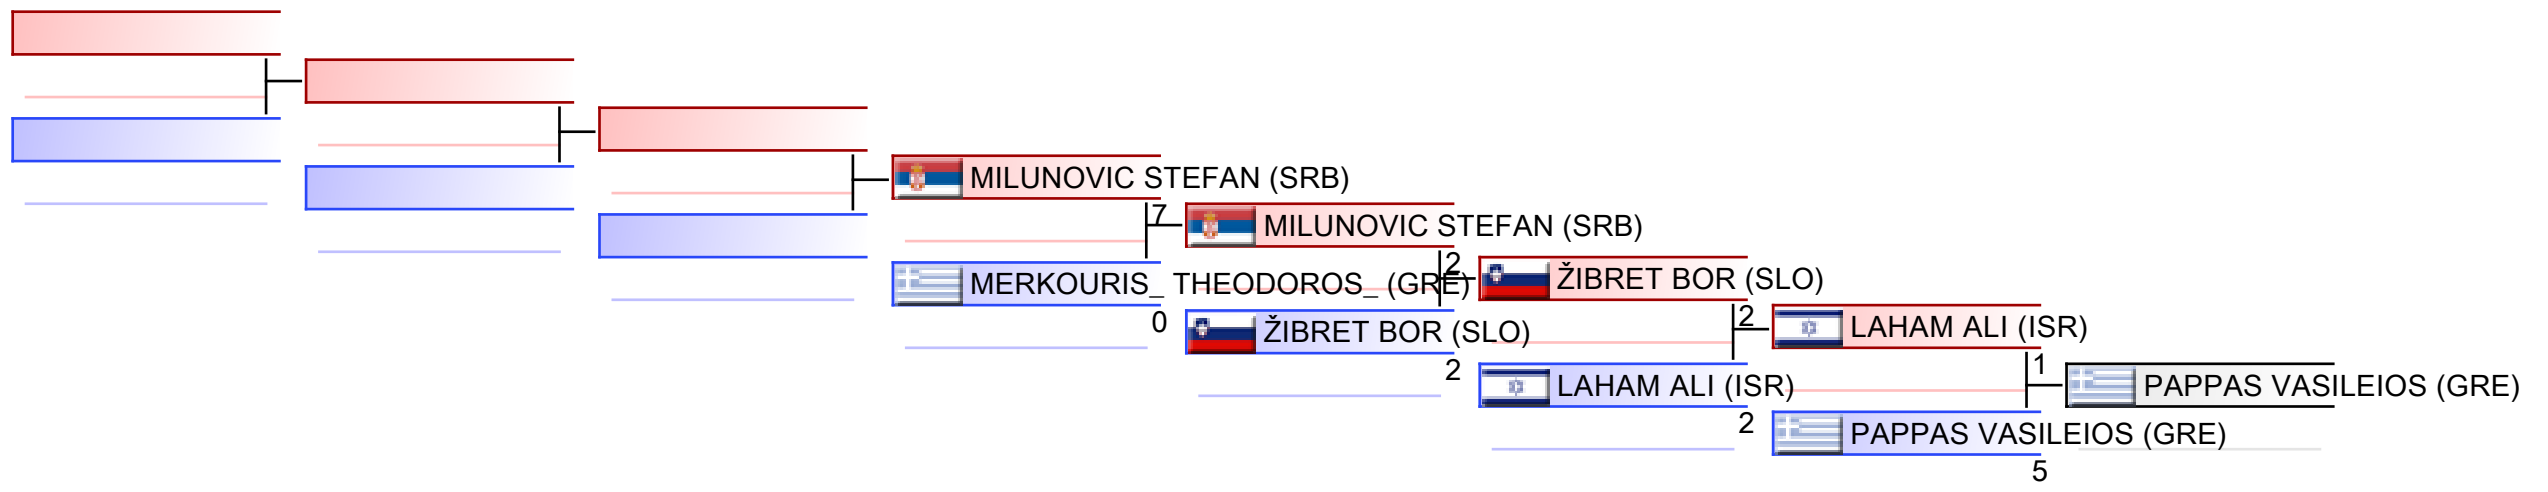 MILUNOVIC STEFAN (SRB)
7
MERKOURIS_ THEODOROS_ (GRE)
0
MILUNOVIC STEFAN (SRB)
2
ŽIBRET BOR (SLO)
2
ŽIBRET BOR (SLO)
2
LAHAM ALI (ISR)
2
LAHAM ALI (ISR)
1
PAPPAS VASILEIOS (GRE)
5
PAPPAS VASILEIOS (GRE)